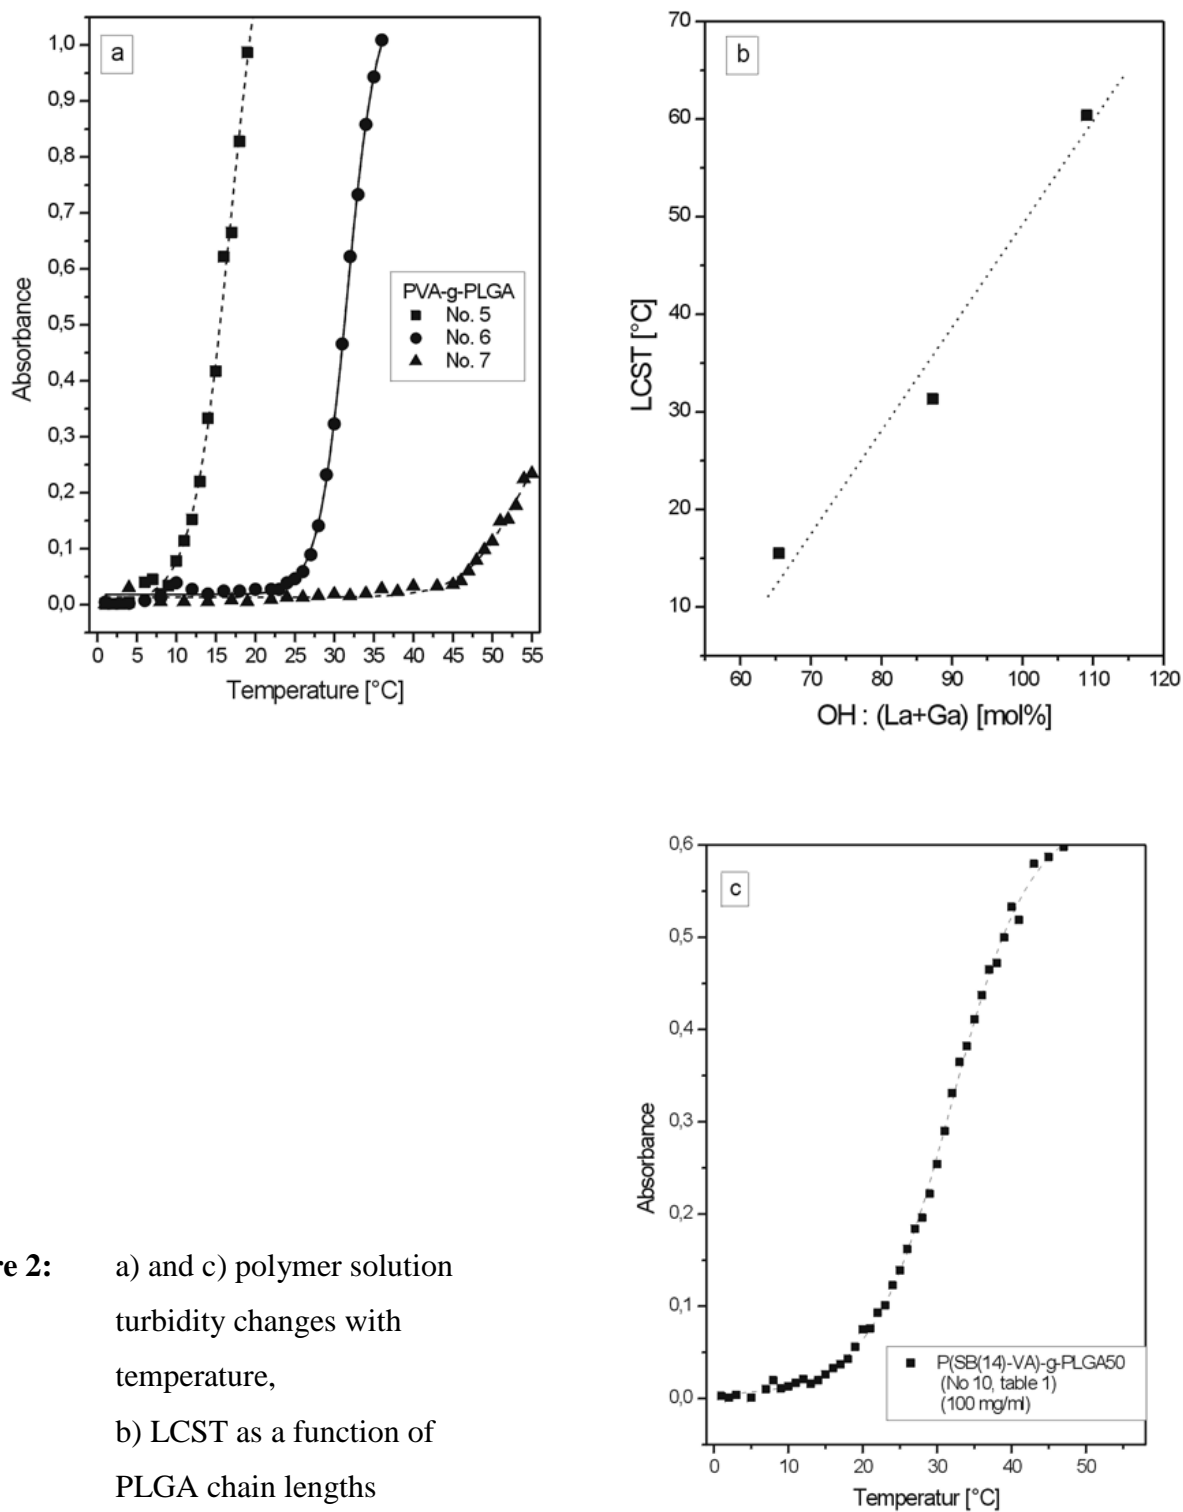 a
1,0
0,9
0,8
0,7
0,6
0,5
0,4
0,3
0,2
0,1
0,0
Absorbance
PVA-g-PLGA
No. 5
No. 6
No. 7
0 5 10 15 20 25 30 35 40 45 50 55
Temperature [°C]
b
70
60
50
40
30
20
10
LCST [°C]
60 70 80 90 100 110 120
OH : (La+Ga) [mol%]
c
0,6
0,5
0,4
0,3
0,2
0,1
0,0
Absorbance
P(SB(14)-VA)-g-PLGA50
(No 10, table 1)
(100 mg/ml)
0 10 20 30 40 50
Temperatur [°C]
re 2: a) and c) polymer solution
turbidity changes with
temperature,
b) LCST as a function of
PLGA chain lengths